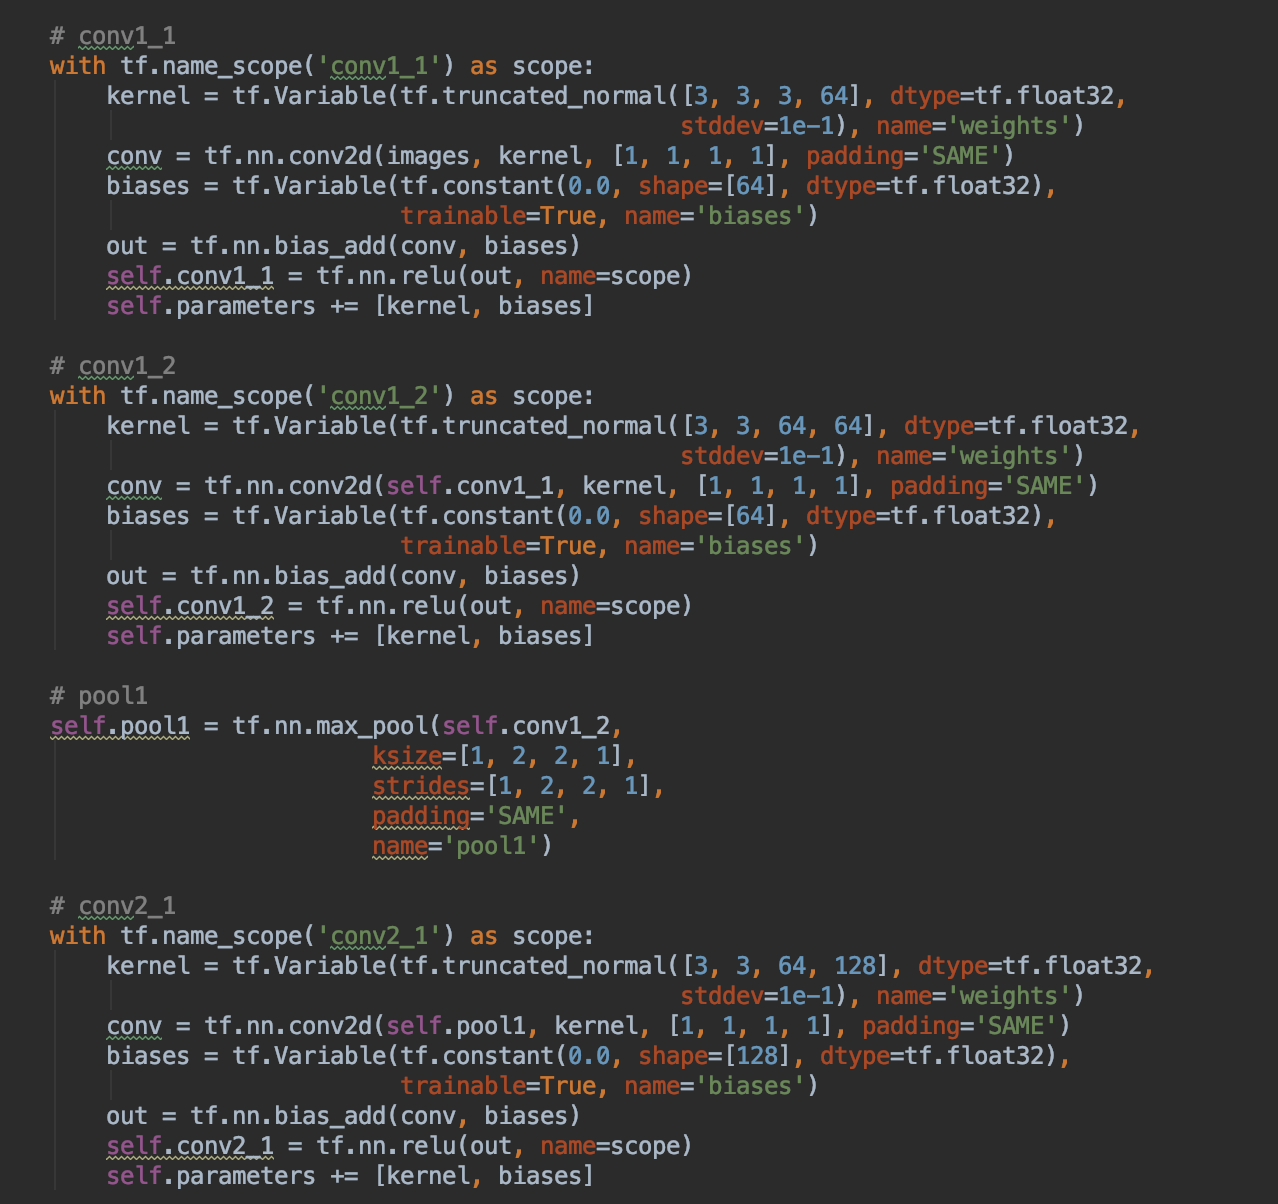 # conv1_1
with tf.name_scope('conv1_1') as scope:
kernel = tf.Variable(tf.truncated_normal([3, 3, 3, 64], dtype=tf.float32,
stddev=1e-1), name='weights')
conv = tf.nn.conv2d(images, kernel, [1, 1, 1, 1], padding='SAME')
biases = tf.Variable(tf.constant(0.0, shape=[64], dtype=tf.float32),
trainable=True, name='biases')
out = tf.nn.bias_add(conv, biases)
self.conv1_1 = tf.nn.relu(out, name=scope)
self.parameters += [kernel, biases]
# conv1_2
with tf.name_scope('conv1_2') as scope:
kernel = tf.Variable(tf.truncated_normal([3, 3, 64, 64], dtype=tf.float32,
stddev=1e-1), name='weights')
conv = tf.nn.conv2d(self.conv1_1, kernel, [1, 1, 1, 1], padding='SAME')
biases = tf.Variable(tf.constant(0.0, shape=[64], dtype=tf.float32),
trainable=True, name='biases')
out = tf.nn.bias_add(conv, biases)
self.conv1_2 = tf.nn.relu(out, name=scope)
self.parameters += [kernel, biases]
# pool1
self.pool1 = tf.nn.max_pool(self.conv1_2,
ksize=[1, 2, 2, 1],
strides=[1, 2, 2, 1],
padding='SAME',
name='pool1')
# conv2_1
with tf.name_scope('conv2_1') as scope:
kernel = tf.Variable(tf.truncated_normal([3, 3, 64, 128], dtype=tf.float32,
stddev=1e-1), name='weights')
conv = tf.nn.conv2d(self.pool1, kernel, [1, 1, 1, 1], padding='SAME')
biases = tf.Variable(tf.constant(0.0, shape=[128], dtype=tf.float32),
trainable=True, name='biases')
out = tf.nn.bias_add(conv, biases)
self.conv2_1 = tf.nn.relu(out, name=scope)
self.parameters += [kernel, biases]